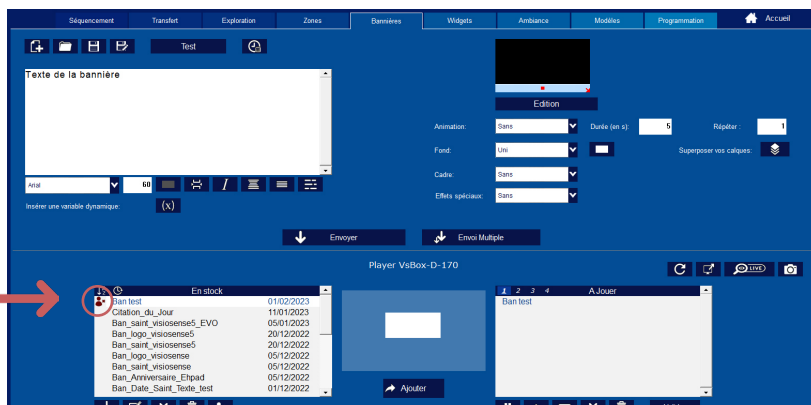 Séquencement Transfert Exploration Zones Bannières Widgets Ambiance Modèles Programmation Accueil
Test
Texte de la bannière
Edition
Animation: Sans Durée (en s): 5 Répéter : 1
Fond: Uni Superposer vos calques:
Cadre: Sans
Effets spéciaux: Sans
Arial 60
Insérer une variable dynamique: (x)
Envoyer Envoi Multiple
Player VsBox-D-170
LIVE
En stock
Ban test 01/02/2023
Citation_du_Jour 11/01/2023
Ban_saint_visiosense5_EVO 05/01/2023
Ban_logo_visiosense5 20/12/2022
Ban_saint_visiosense5 20/12/2022
Ban_logo_visiosense 05/12/2022
Ban_saint_visiosense 05/12/2022
Ban_Anniversaire_Ehpad 05/12/2022
Ban_Date_Saint_Texte_test 01/12/2022
Ajouter
1 2 3 4 A Jouer
Ban test